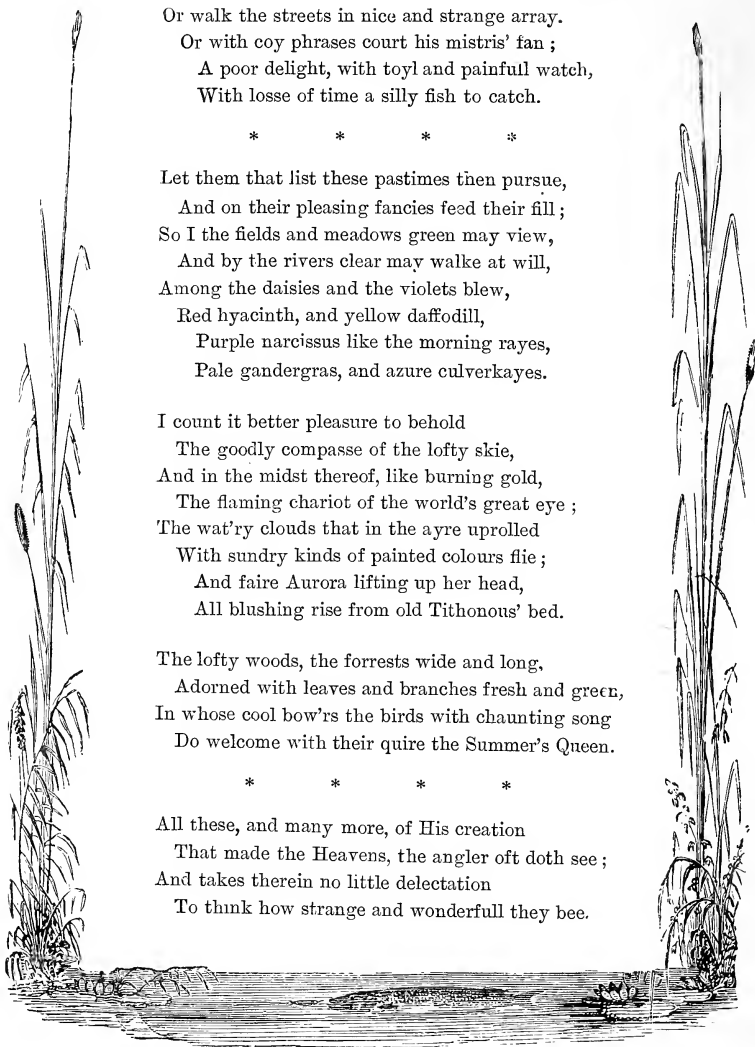 Or walk the streets in nice and strange array.
Or with coy phrases court his mistris' fan ;
A poor delight, with toyl and painfull watch,
With losse of time a silly fish to catch.
* * * *
Let them that list these pastimes then pursue,
And on their pleasing fancies feed their fill ;
So I the fields and meadows green may view,
And by the rivers clear may walke at will,
Among the daisies and the violets blew,
Red hyacinth, and yellow daffodill,
Purple narcissus like the morning rayes,
Pale gandergras, and azure culverkayes.
I count it better pleasure to behold
The goodly compasse of the lofty skie,
And in the midst thereof, like burning gold,
The flaming chariot of the world's great eye ;
The wat'ry clouds that in the ayre uprolled
With sundry kinds of painted colours flie ;
And faire Aurora lifting up her head,
All blushing rise from old Tithonous' bed.
The lofty woods, the forrests wide and long,
Adorned with leaves and branches fresh and green,
In whose cool bow'rs the birds with chaunting song
Do welcome with their quire the Summer's Queen.
* * * *
All these, and many more, of His creation
That made the Heavens, the angler oft doth see ;
And takes therein no little delectation
To think how strange and wonderfull they bee.